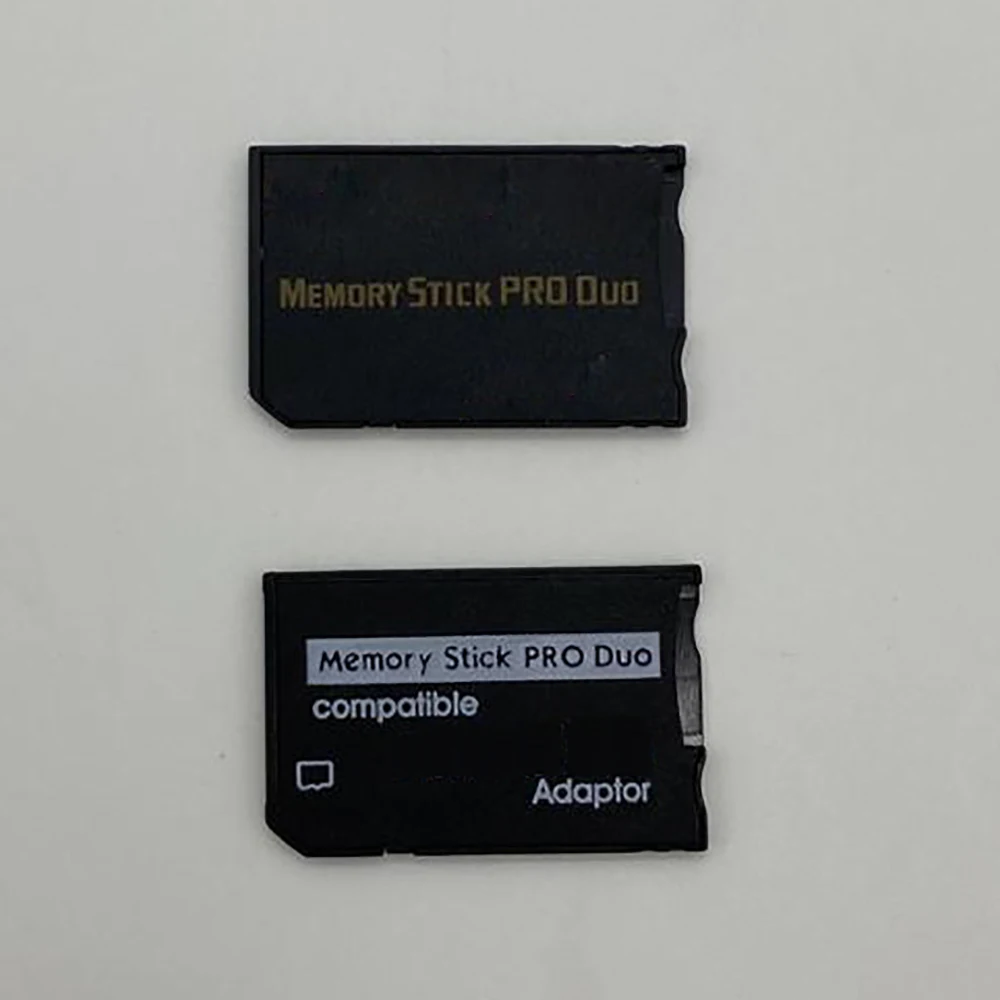 MEMORY STICK PRO DUO
Memory Stick PRO Duo
compatible
Adaptor